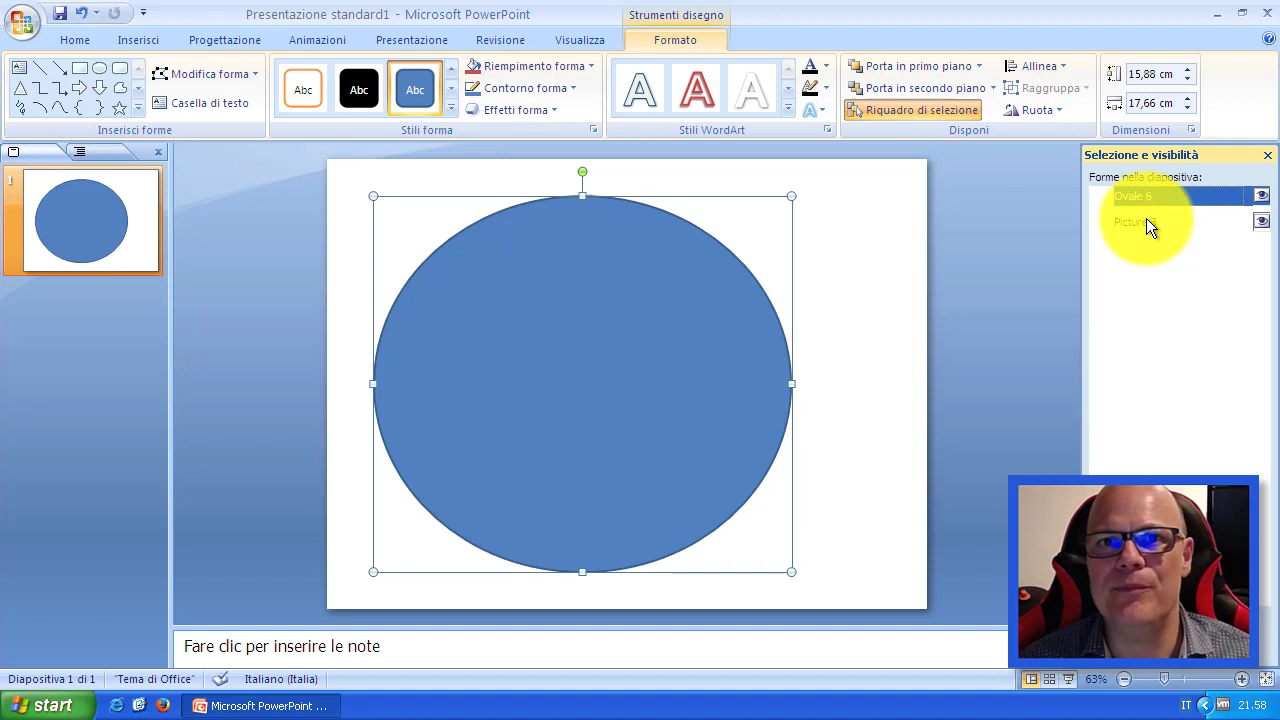 Presentazione standard1 - Microsoft PowerPoint
Strumenti disegno
Home
Inserisci
Progettazione
Animazioni
Presentazione
Revisione
Visualizza
Formato
Modifica forma
Casella di testo
Inserisci forme
Abc
Abc
Abc
Riempimento forma
Contorno forma
Effetti forma
Stili forma
A
A
A
A
A
Stili WordArt
Porta in primo piano
Porta in secondo piano
Riquadro di selezione
Allinea
Raggruppa
Ruota
Disponi
15,88 cm
17,66 cm
Dimensioni
1
Selezione e visibilità
Forme nella diapositiva:
Ovale 6
Picture
Fare clic per inserire le note
Diapositiva 1 di 1
"Tema di Office"
Italiano (Italia)
63%
start
Microsoft PowerPoint ...
IT
21.58